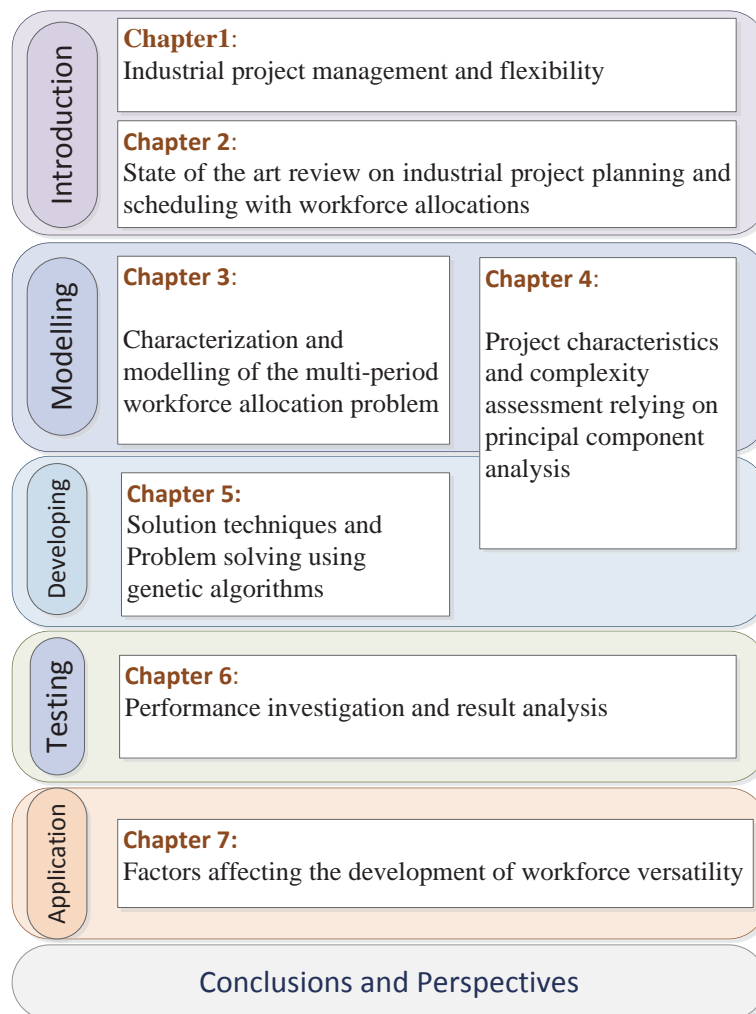 Introduction
Chapter1:
Industrial project management and flexibility
Chapter 2:
State of the art review on industrial project planning and
scheduling with workforce allocations
Modelling
Chapter 3:
Characterization and
modelling of the multi-period
workforce allocation problem
Chapter 4:
Project characteristics
and complexity
assessment relying on
principal component
analysis
Developing
Chapter 5:
Solution techniques and
Problem solving using
genetic algorithms
Testing
Chapter 6:
Performance investigation and result analysis
Application
Chapter 7:
Factors affecting the development of workforce versatility
Conclusions and Perspectives